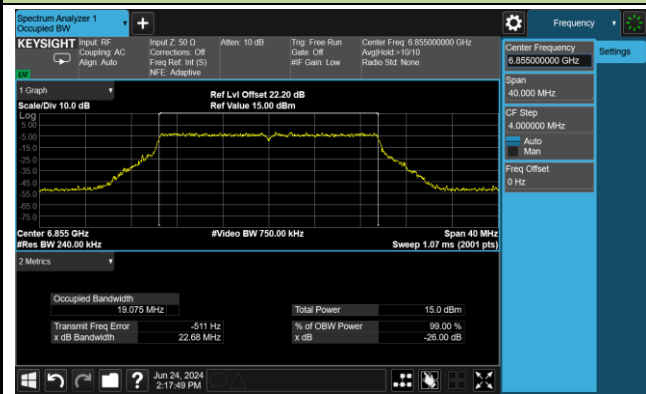 Spectrum Analyzer 1
Occupied BW
Frequency
KEYSIGHT
Input: RF
Coupling: AC
Align: Auto
Input Z: 50 Ω
Corrections: Off
Freq Ref: Int (S)
NFE: Adaptive
Atten: 10 dB
Trig: Free Run
Gate: Off
#IF Gain: Low
Center Freq: 6.855000000 GHz
Avg|Hold:>10/10
Radio Std: None
1 Graph
Scale/Div 10.0 dB
Ref Lvl Offset 22.20 dB
Ref Value 15.00 dBm
Log
5.00
-5.00
-15.0
-25.0
-35.0
-45.0
-55.0
-65.0
-75.0
Center 6.855 GHz
#Video BW 750.00 kHz
Span 40 MHz
#Res BW 240.00 kHz
Sweep 1.07 ms (2001 pts)
2 Metrics
Occupied Bandwidth
19.075 MHz
Total Power
15.0 dBm
Transmit Freq Error
-511 Hz
% of OBW Power
99.00 %
x dB Bandwidth
22.68 MHz
x dB
-26.00 dB
Jun 24, 2024
2:17:49 PM
Center Frequency
6.855000000 GHz
Settings
Span
40.000 MHz
CF Step
4.000000 MHz
Auto
Man
Freq Offset
0 Hz